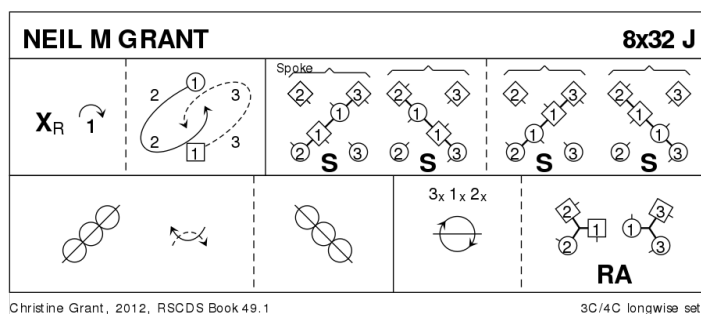 NEIL M GRANT 8x32 J
Spoke
2 1 3 2 3 2 3 2 3 2 3
XR 1 1 1 1 1
2 3 1 1 1 1
1 3 2 3 2 3 2 3 2 3
S S S S
3x 1x 2x
2 3
1 1
2 3
RA
Christine Grant, 2012, RSCDS Book 49.1 3C/4C longwise set